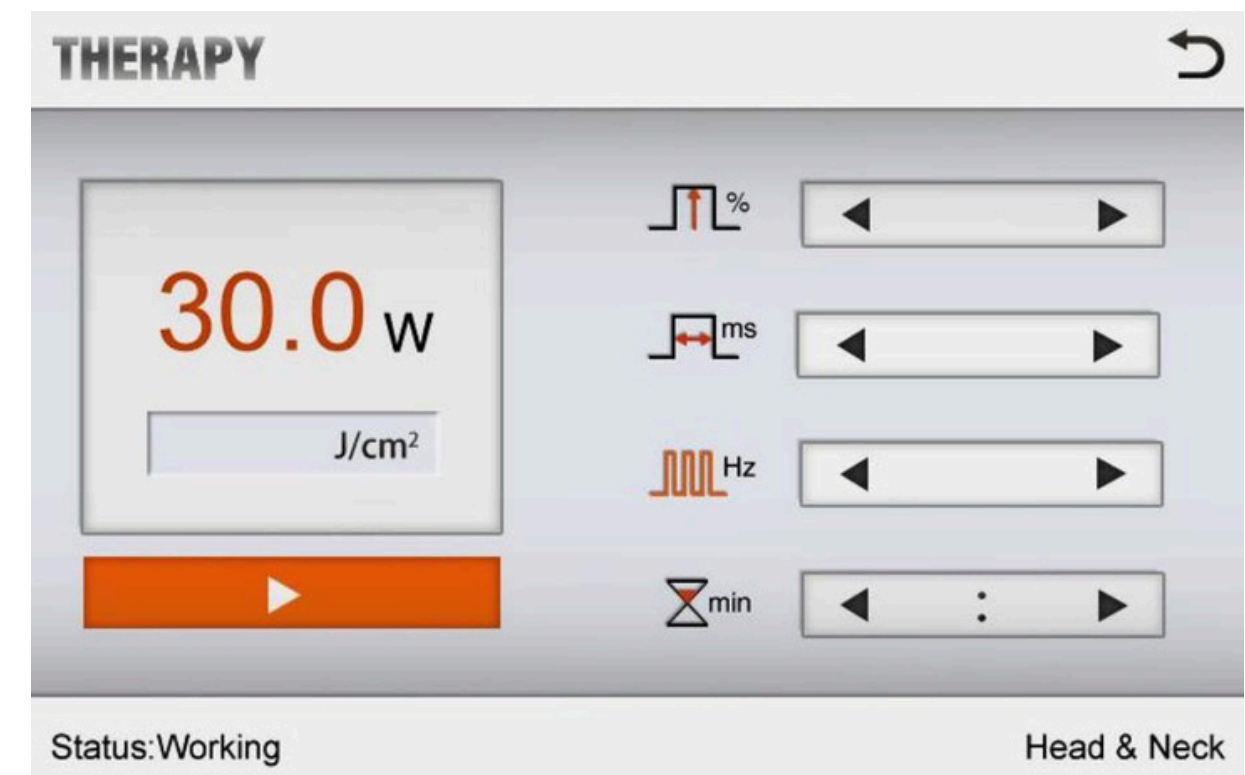 THERAPY
30.0 W
J/cm²
%
ms
Hz
min :
Status:Working
Head & Neck